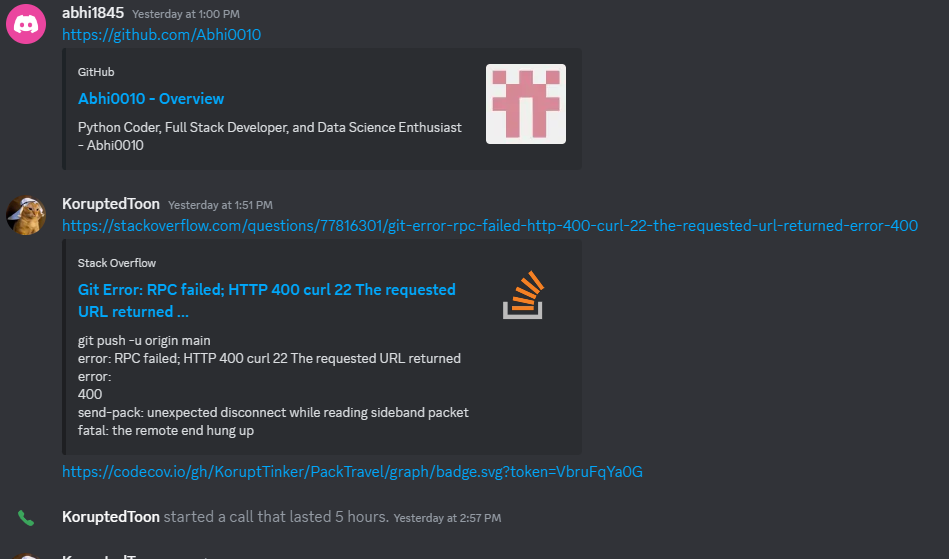 abhi1845 Yesterday at 1:00 PM
https://github.com/Abhi0010
GitHub
Abhi0010 - Overview
Python Coder, Full Stack Developer, and Data Science Enthusiast
- Abhi0010
KoruptedToon Yesterday at 1:51 PM
https://stackoverflow.com/questions/77816301/git-error-rpc-failed-http-400-curl-22-the-requested-url-returned-error-400
Stack Overflow
Git Error: RPC failed; HTTP 400 curl 22 The requested
URL returned ...
git push -u origin main
error: RPC failed; HTTP 400 curl 22 The requested URL returned
error:
400
send-pack: unexpected disconnect while reading sideband packet
fatal: the remote end hung up
https://codecov.io/gh/KoruptTinker/PackTravel/graph/badge.svg?token=VbruFqYa0G
KoruptedToon started a call that lasted 5 hours. Yesterday at 2:57 PM